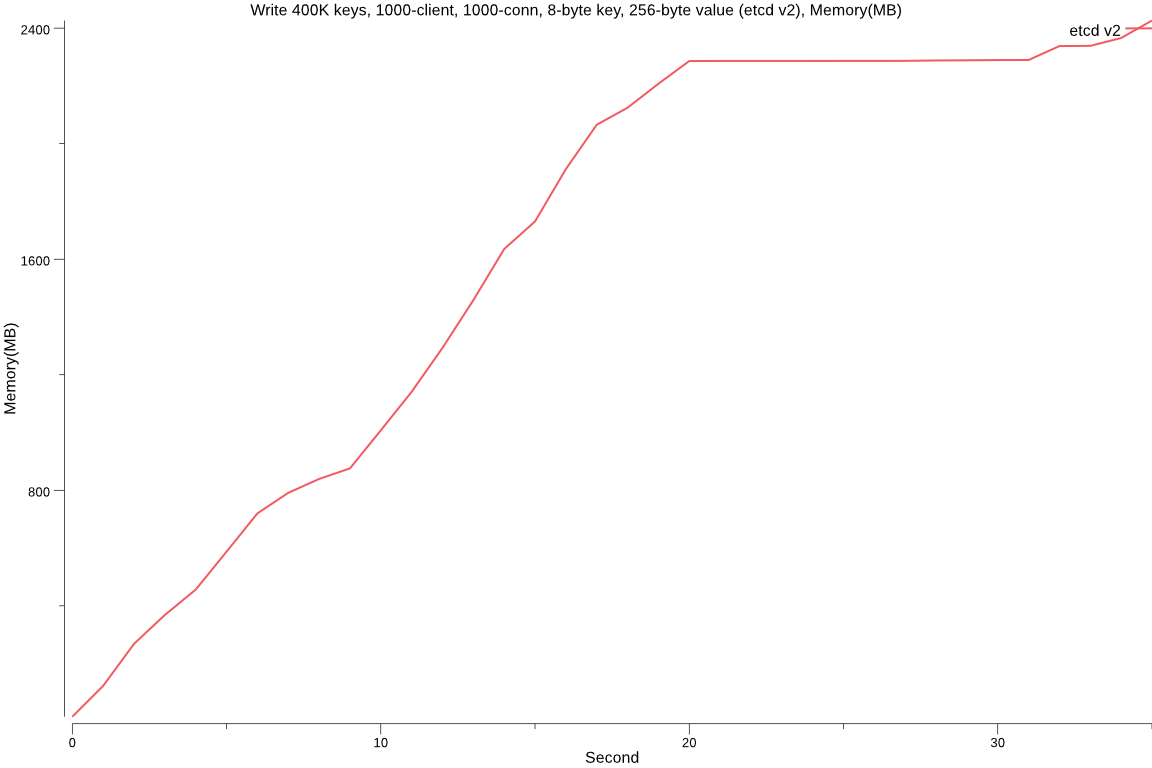 Write 400K keys, 1000-client, 1000-conn, 8-byte key, 256-byte value (etcd v2), Memory(MB)
etcd v2
2400
1600
800
Memory(MB)
0 10 20 30
Second